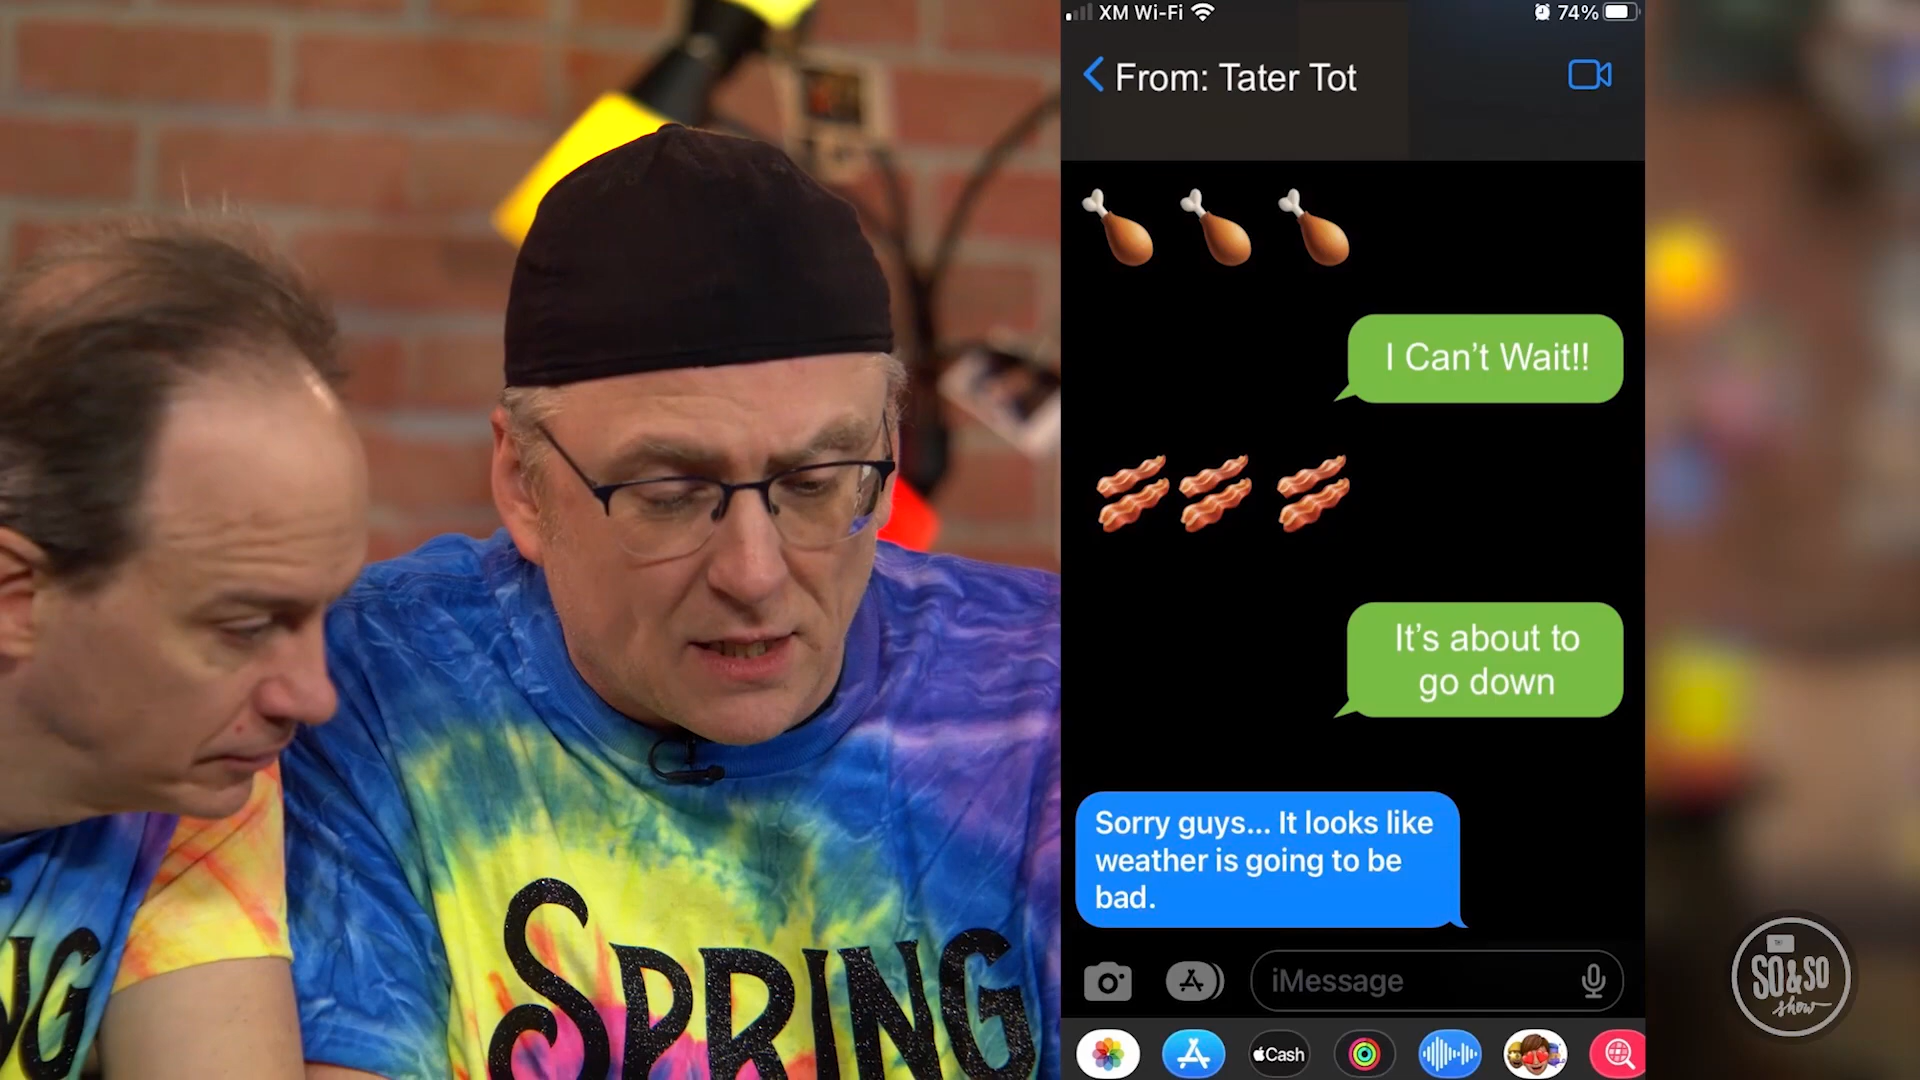 XM Wi-Fi
74%
From: Tater Tot
I Can't Wait!!
It's about to
go down
Sorry guys... It looks like
weather is going to be
bad.
iMessage
Cash
SPRING
NG
SO&SO
show